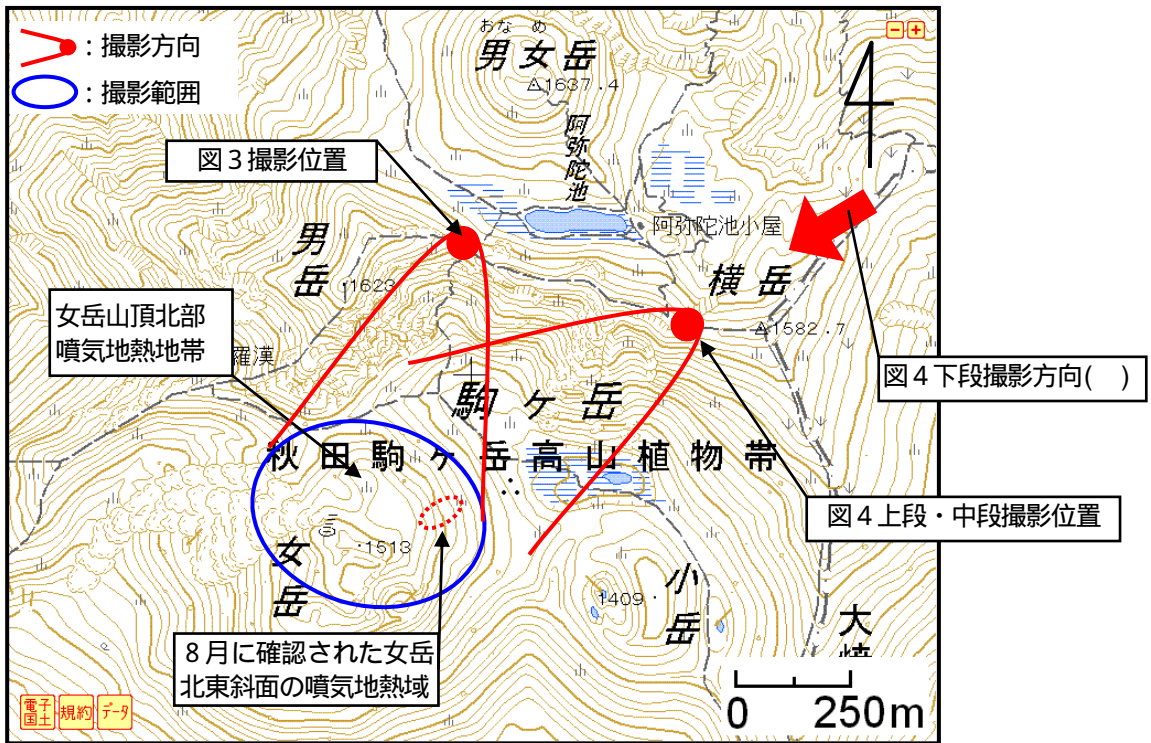 ：撮影方向
：撮影範囲
おなめ
男女岳
1637.4
図３撮影位置
阿弥陀池
阿弥陀池小屋
男岳
1623
横岳
1582.7
女岳山頂北部
噴気地熱地帯
羅漢
図４下段撮影方向(　)
駒ヶ岳
秋田駒ヶ岳高山植物帯
図４上段・中段撮影位置
1513
女岳
小岳
1409
大焼
８月に確認された女岳
北東斜面の噴気地熱域
電子
国土
規約
データ
0 250m